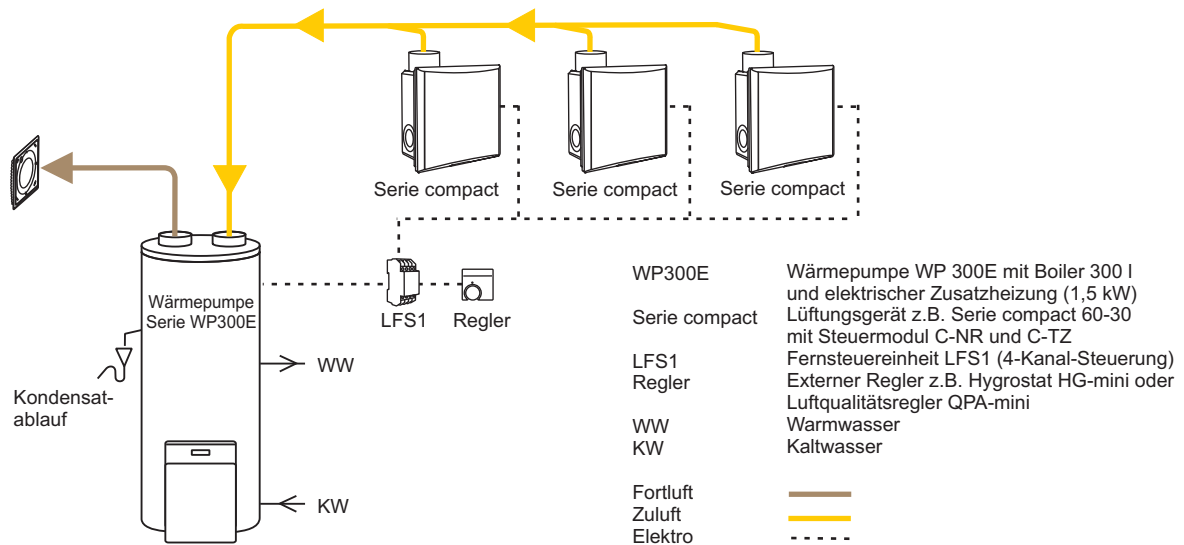 Serie compact
Serie compact
Serie compact
Wärmepumpe
Serie WP300E
LFS1
Regler
WW
Kondensat-
ablauf
KW
WP300E Wärmepumpe WP 300E mit Boiler 300 l
und elektrischer Zusatzheizung (1,5 kW)
Serie compact Lüftungsgerät z.B. Serie compact 60-30
mit Steuermodul C-NR und C-TZ
LFS1 Fernsteuereinheit LFS1 (4-Kanal-Steuerung)
Regler Externer Regler z.B. Hygrostat HG-mini oder
Luftqualitätsregler QPA-mini
WW Warmwasser
KW Kaltwasser
Fortluft
Zuluft
Elektro